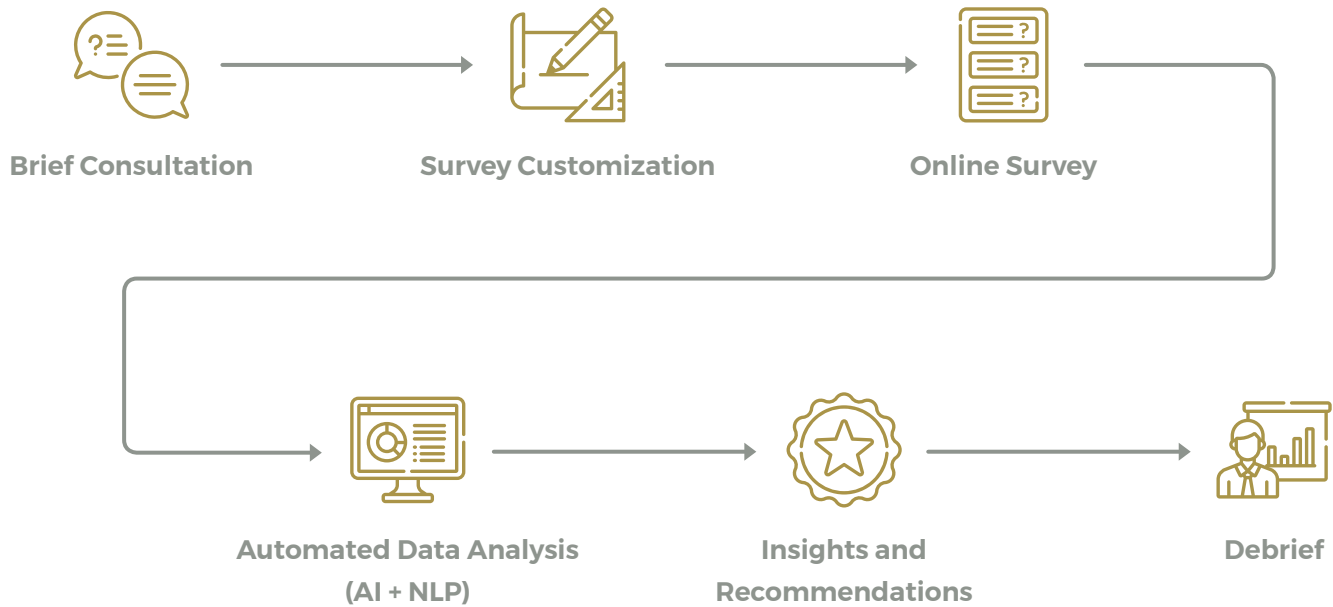 Brief Consultation
Survey Customization
Online Survey
Automated Data Analysis
(AI + NLP)
Insights and
Recommendations
Debrief